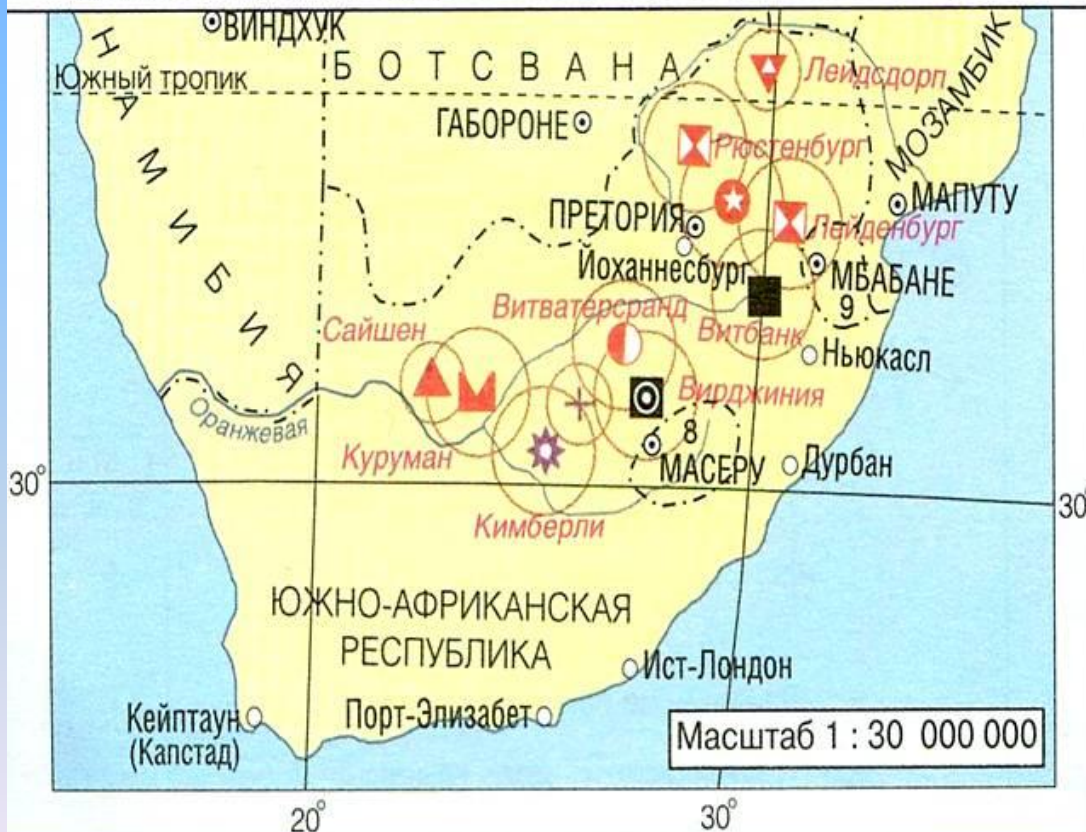 ВИНДХУК
НАМИБИЯ
БОТСВАНА
Южный тропик
Лейдсдорп
МОЗАМБИК
ГАБОРОНЕ
Рюстенбург
МАПУТУ
ПРЕТОРИЯ
Лейденбург
Йоханнесбург
МБАБАНЕ
9
Витватерсранд
Сайшен
Витбанк
Ньюкасл
Оранжевая
Вирджиния
8
Куруман
МАСЕРУ
Дурбан
30°
30°
Кимберли
ЮЖНО-АФРИКАНСКАЯ
РЕСПУБЛИКА
Ист-Лондон
Кейптаун
(Капстад)
Порт-Элизабет
Масштаб 1 : 30 000 000
20°
30°